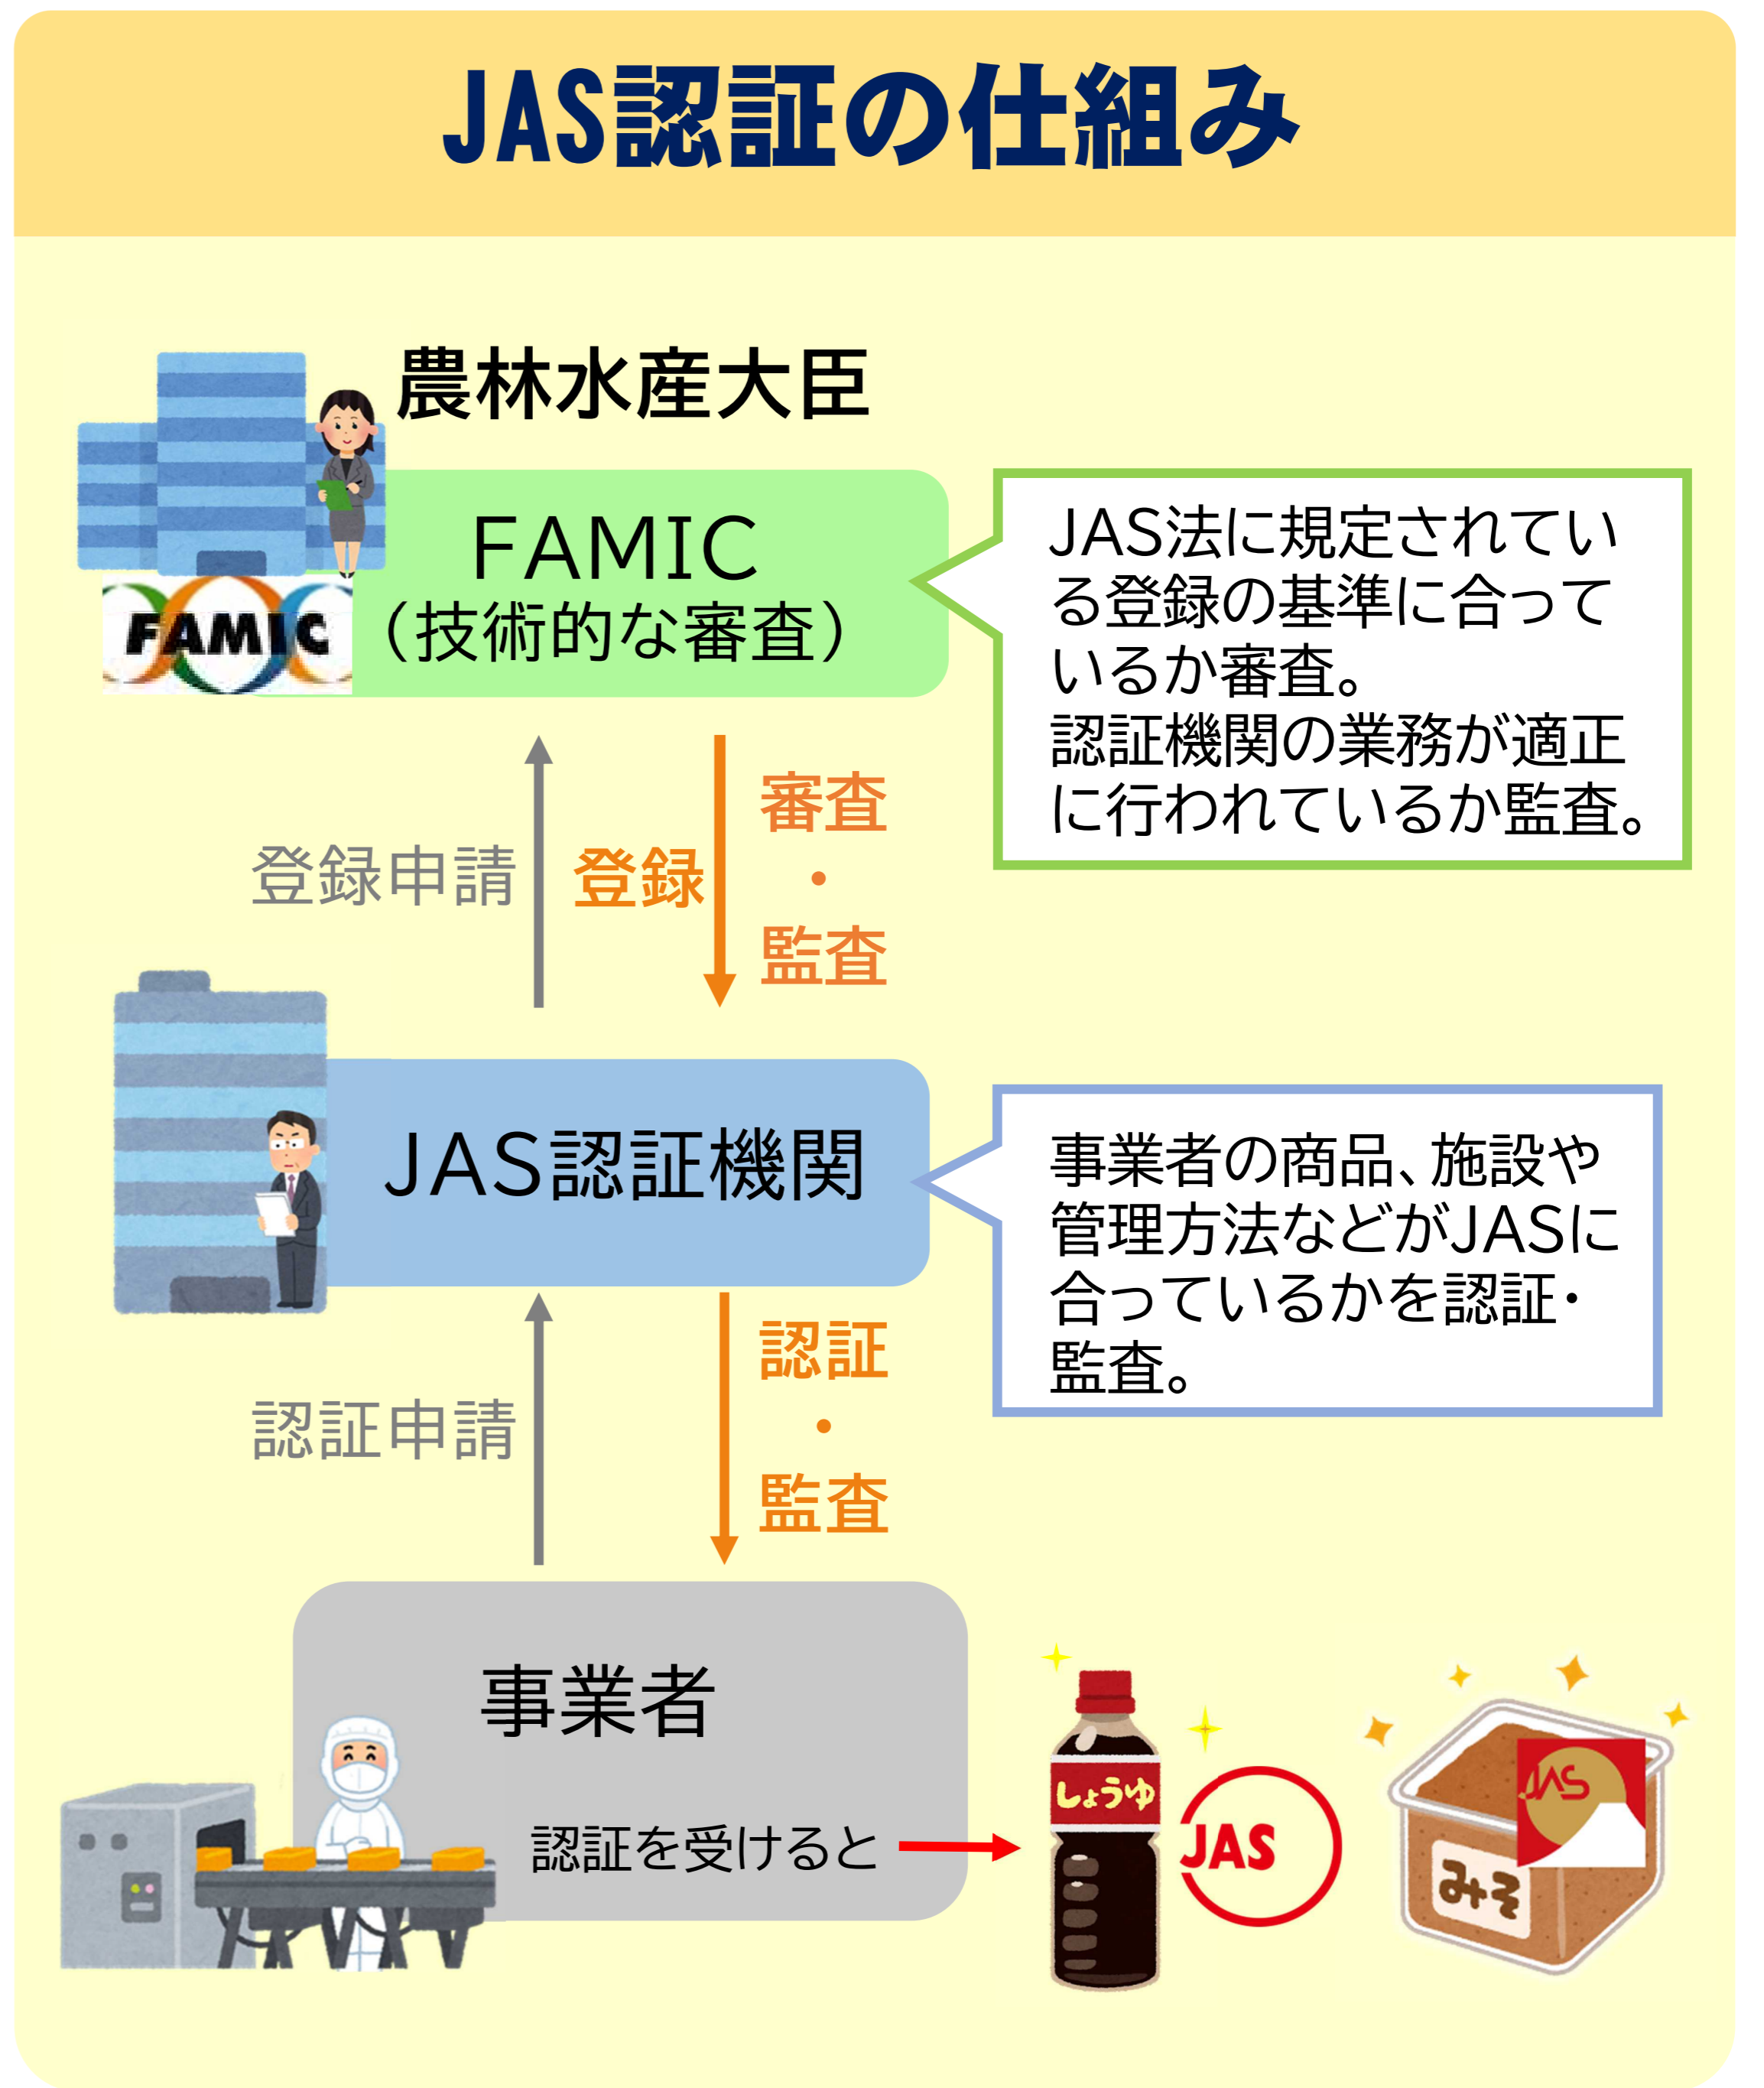 JAS認証の仕組み
農林水産大臣
FAMIC
(技術的な審査)
FAMIC
JAS法に規定されてい
る登録の基準に合って
いるか審査。
認証機関の業務が適正
に行われているか監査。
登録申請
登録
審査
・
監査
JAS認証機関
事業者の商品、施設や
管理方法などがJASに
合っているかを認証・
監査。
認証申請
認証
・
監査
事業者
認証を受けると
しょうゆ
JAS
JAS
みそ